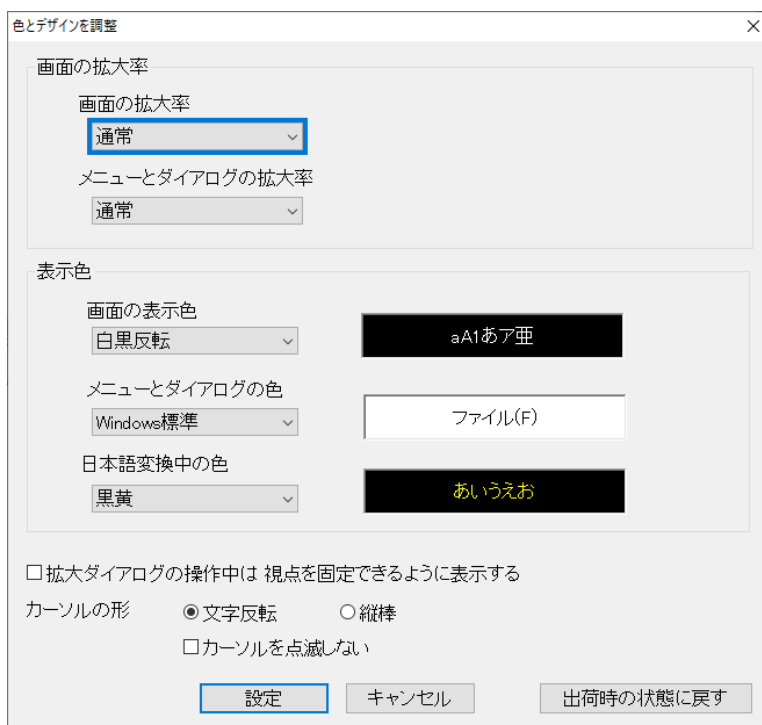 色とデザインを調整
画面の拡大率
画面の拡大率
通常
メニューとダイアログの拡大率
通常
表示色
画面の表示色
白黒反転
aA1あア亜
メニューとダイアログの色
Windows標準
ファイル(F)
日本語変換中の色
黒黄
あいうえお
拡大ダイアログの操作中は 視点を固定できるように表示する
カーソルの形 文字反転 縦棒
カーソルを点滅しない
設定 キャンセル 出荷時の状態に戻す